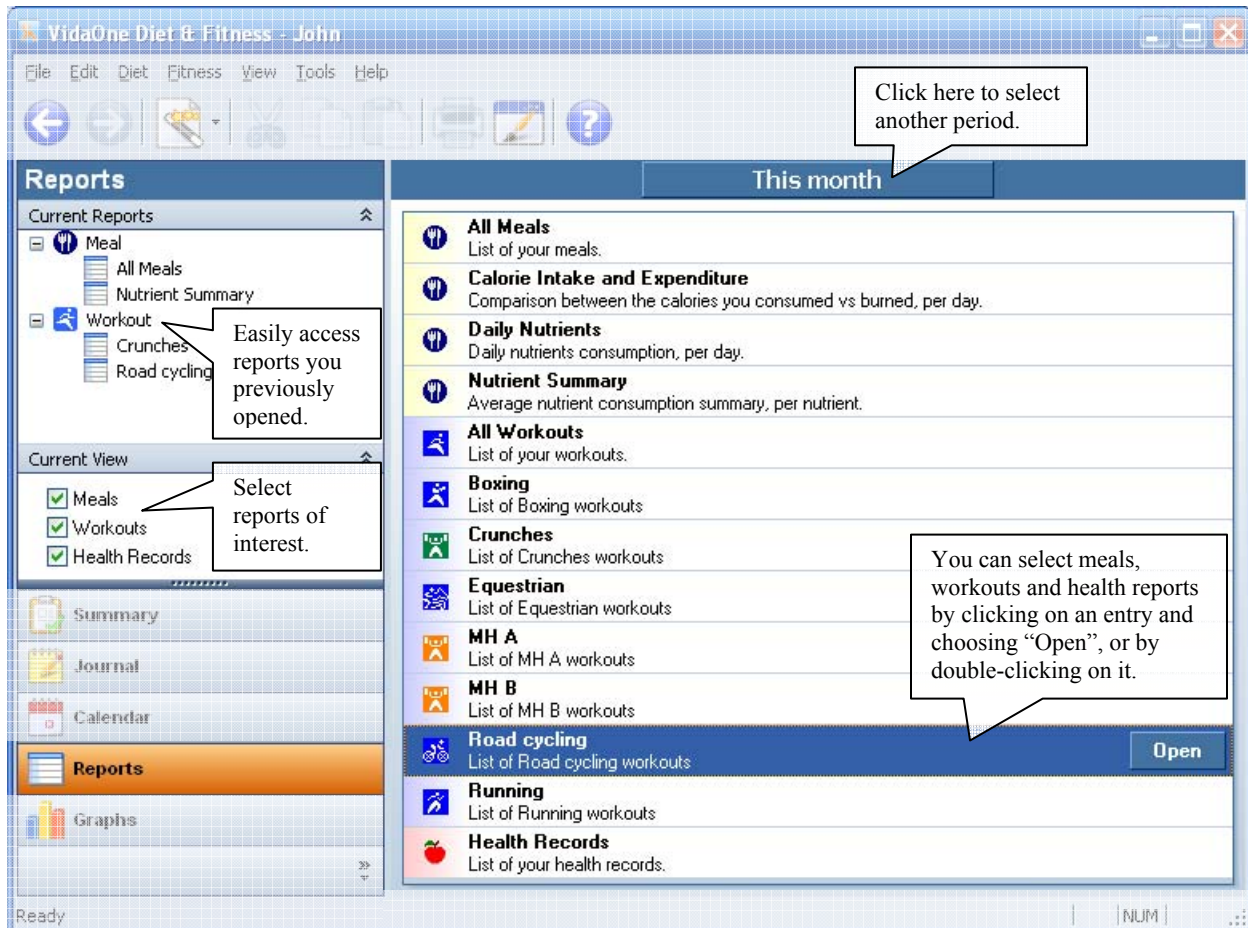 VidaOne Diet & Fitness - John
File Edit Diet Fitness View Tools Help
Click here to select
another period.
Reports
This month
Current Reports
Meal
All Meals
Nutrient Summary
Workout
Crunches
Road cycling
Easily access
reports you
previously
opened.
Current View
Meals
Workouts
Health Records
Select
reports of
interest.
Summary
Journal
Calendar
Reports
Graphs
All Meals
List of your meals.
Calorie Intake and Expenditure
Comparison between the calories you consumed vs burned, per day.
Daily Nutrients
Daily nutrients consumption, per day.
Nutrient Summary
Average nutrient consumption summary, per nutrient.
All Workouts
List of your workouts.
Boxing
List of Boxing workouts
Crunches
List of Crunches workouts
Equestrian
List of Equestrian workouts
MH A
List of MH A workouts
MH B
List of MH B workouts
Road cycling
List of Road cycling workouts
Open
Running
List of Running workouts
Health Records
List of your health records.
You can select meals,
workouts and health reports
by clicking on an entry and
choosing “Open”, or by
double-clicking on it.
Ready
NUM